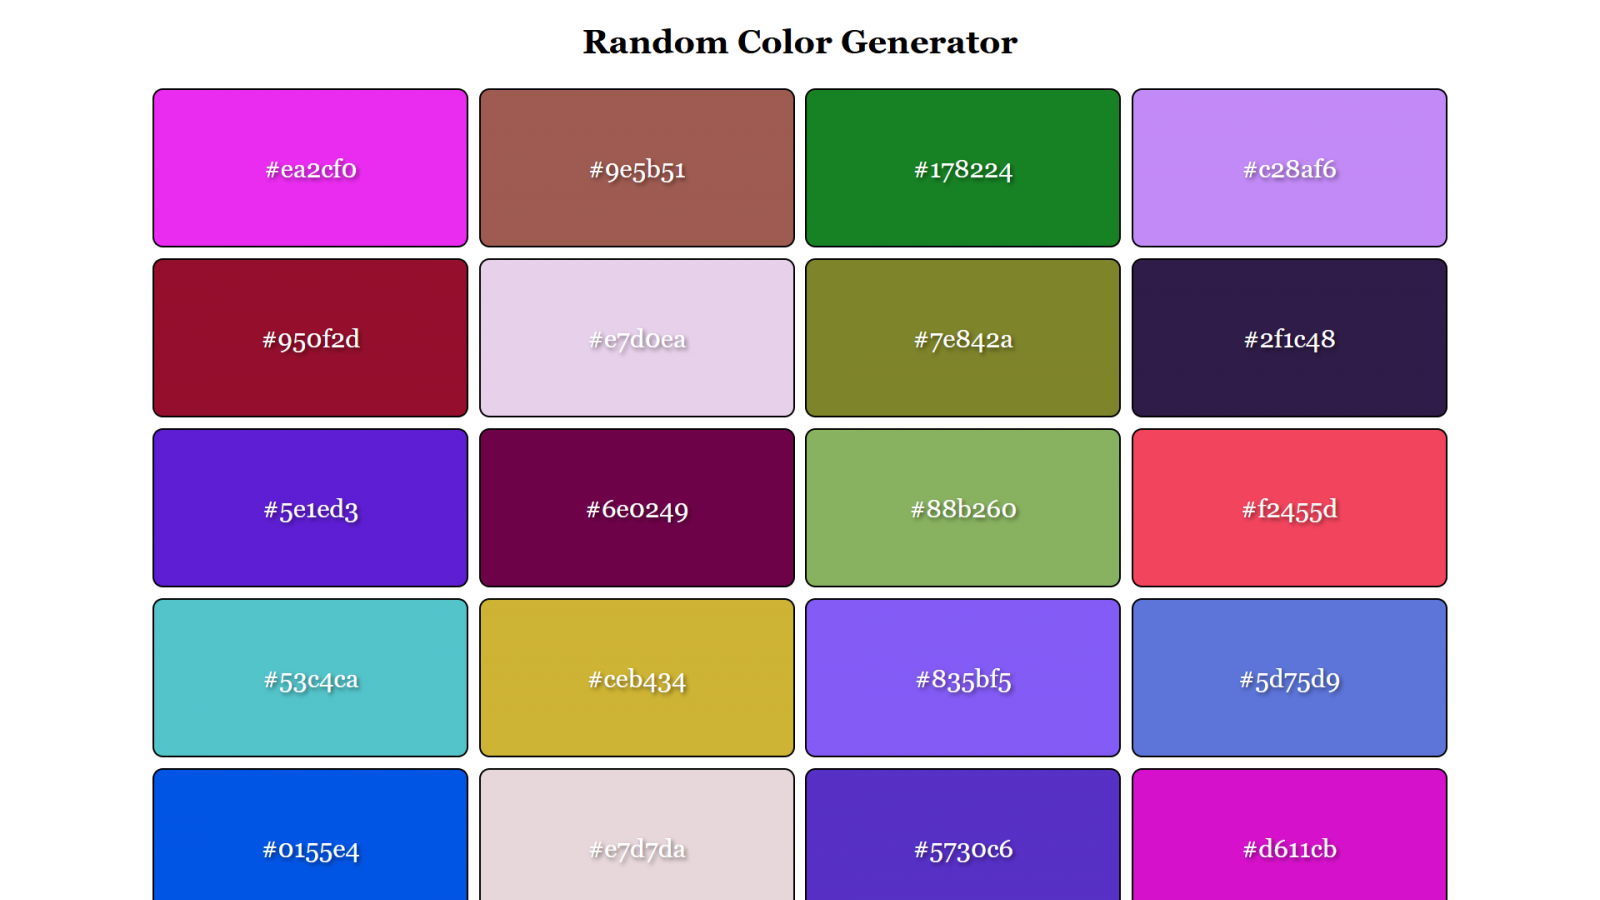 Random Color Generator
#ea2cf0
#9e5b51
#178224
#c28af6
#950f2d
#e7d0ea
#7e842a
#2f1c48
#5e1ed3
#6e0249
#88b260
#f2455d
#53c4ca
#ceb434
#835bf5
#5d75d9
#0155e4
#e7d7da
#5730c6
#d611cb